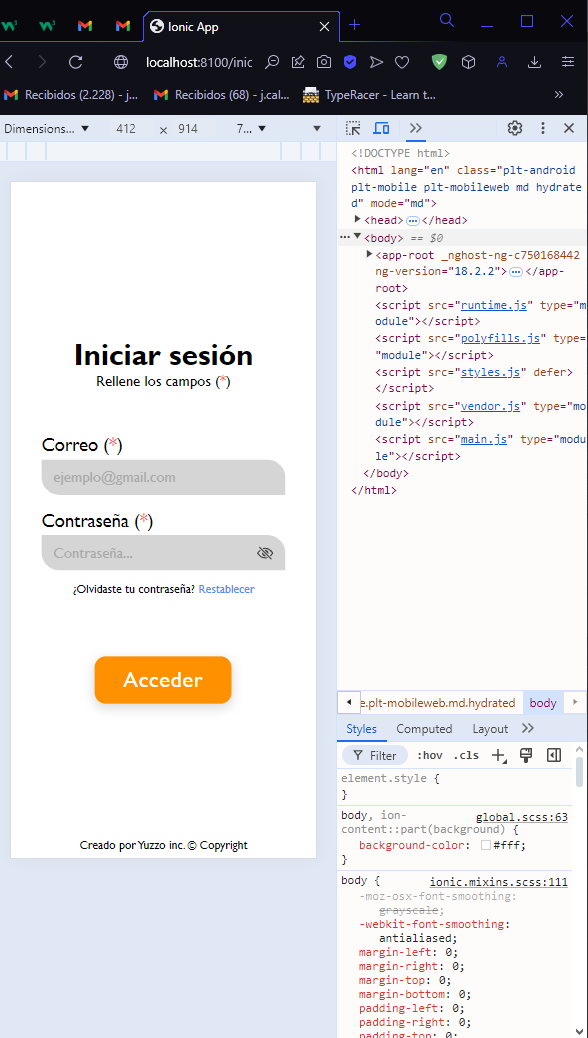 Ionic App
localhost:8100/inic
Recibidos (2.228) - j...
Recibidos (68) - j.cal...
TypeRacer - Learn t...
»
Dimensions... ▼ 412 × 914 7... ▼ ▼
Iniciar sesión
Rellene los campos (*)
Correo (*)
ejemplo@gmail.com
Contraseña (*)
Contraseña...
¿Olvidaste tu contraseña? Restablecer
Acceder
Creado por Yuzzo inc. © Copyright
<!DOCTYPE html>
<html lang="en" class="plt-android
plt-mobile plt-mobileweb md hydrate
d" mode="md">
<head>…</head>
<body> == $0
<app-root _nghost-ng-c750168442
ng-version="18.2.2">…</app-
root>
<script src="runtime.js" type="m
odule"></script>
<script src="polyfills.js" type=
"module"></script>
<script src="styles.js" defer>
</script>
<script src="vendor.js" type="mo
dule"></script>
<script src="main.js" type="modu
le"></script>
</body>
</html>
e.plt-mobileweb.md.hydrated body
Styles Computed Layout »
Filter :hov .cls
element.style {
}
body, ion- global.scss:63
content::part(background) {
background-color: #fff;
}
body { ionic.mixins.scss:111
-moz-osx-font-smoothing:
grayscale;
-webkit-font-smoothing:
antialiased;
margin-left: 0;
margin-right: 0;
margin-top: 0;
margin-bottom: 0;
padding-left: 0;
padding-right: 0;
padding-top: 0;